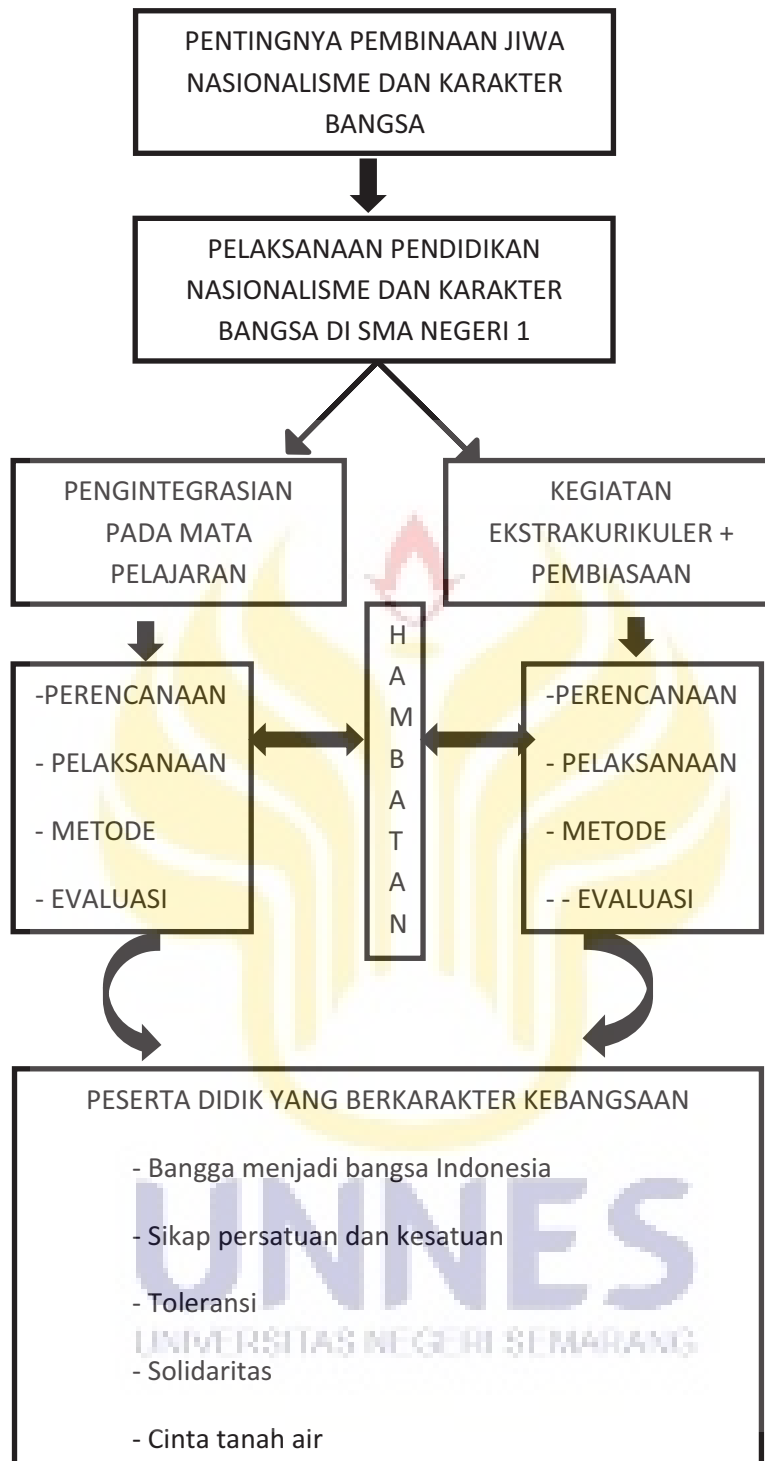 PENTINGNYA PEMBINAAN JIWA
NASIONALISME DAN KARAKTER
BANGSA
PELAKSANAAN PENDIDIKAN
NASIONALISME DAN KARAKTER
BANGSA DI SMA NEGERI 1
PENGINTEGRASIAN
PADA MATA
PELAJARAN
KEGIATAN
EKSTRAKURIKULER +
PEMBIASAAN
-PERENCANAAN
- PELAKSANAAN
- METODE
- EVALUASI
H
A
M
B
A
T
A
N
-PERENCANAAN
- PELAKSANAAN
- METODE
- - EVALUASI
PESERTA DIDIK YANG BERKARAKTER KEBANGSAAN
- Bangga menjadi bangsa Indonesia
- Sikap persatuan dan kesatuan
- Toleransi
- Solidaritas
- Cinta tanah air
UNNES
UNIVERSITAS NEGERI SEMARANG